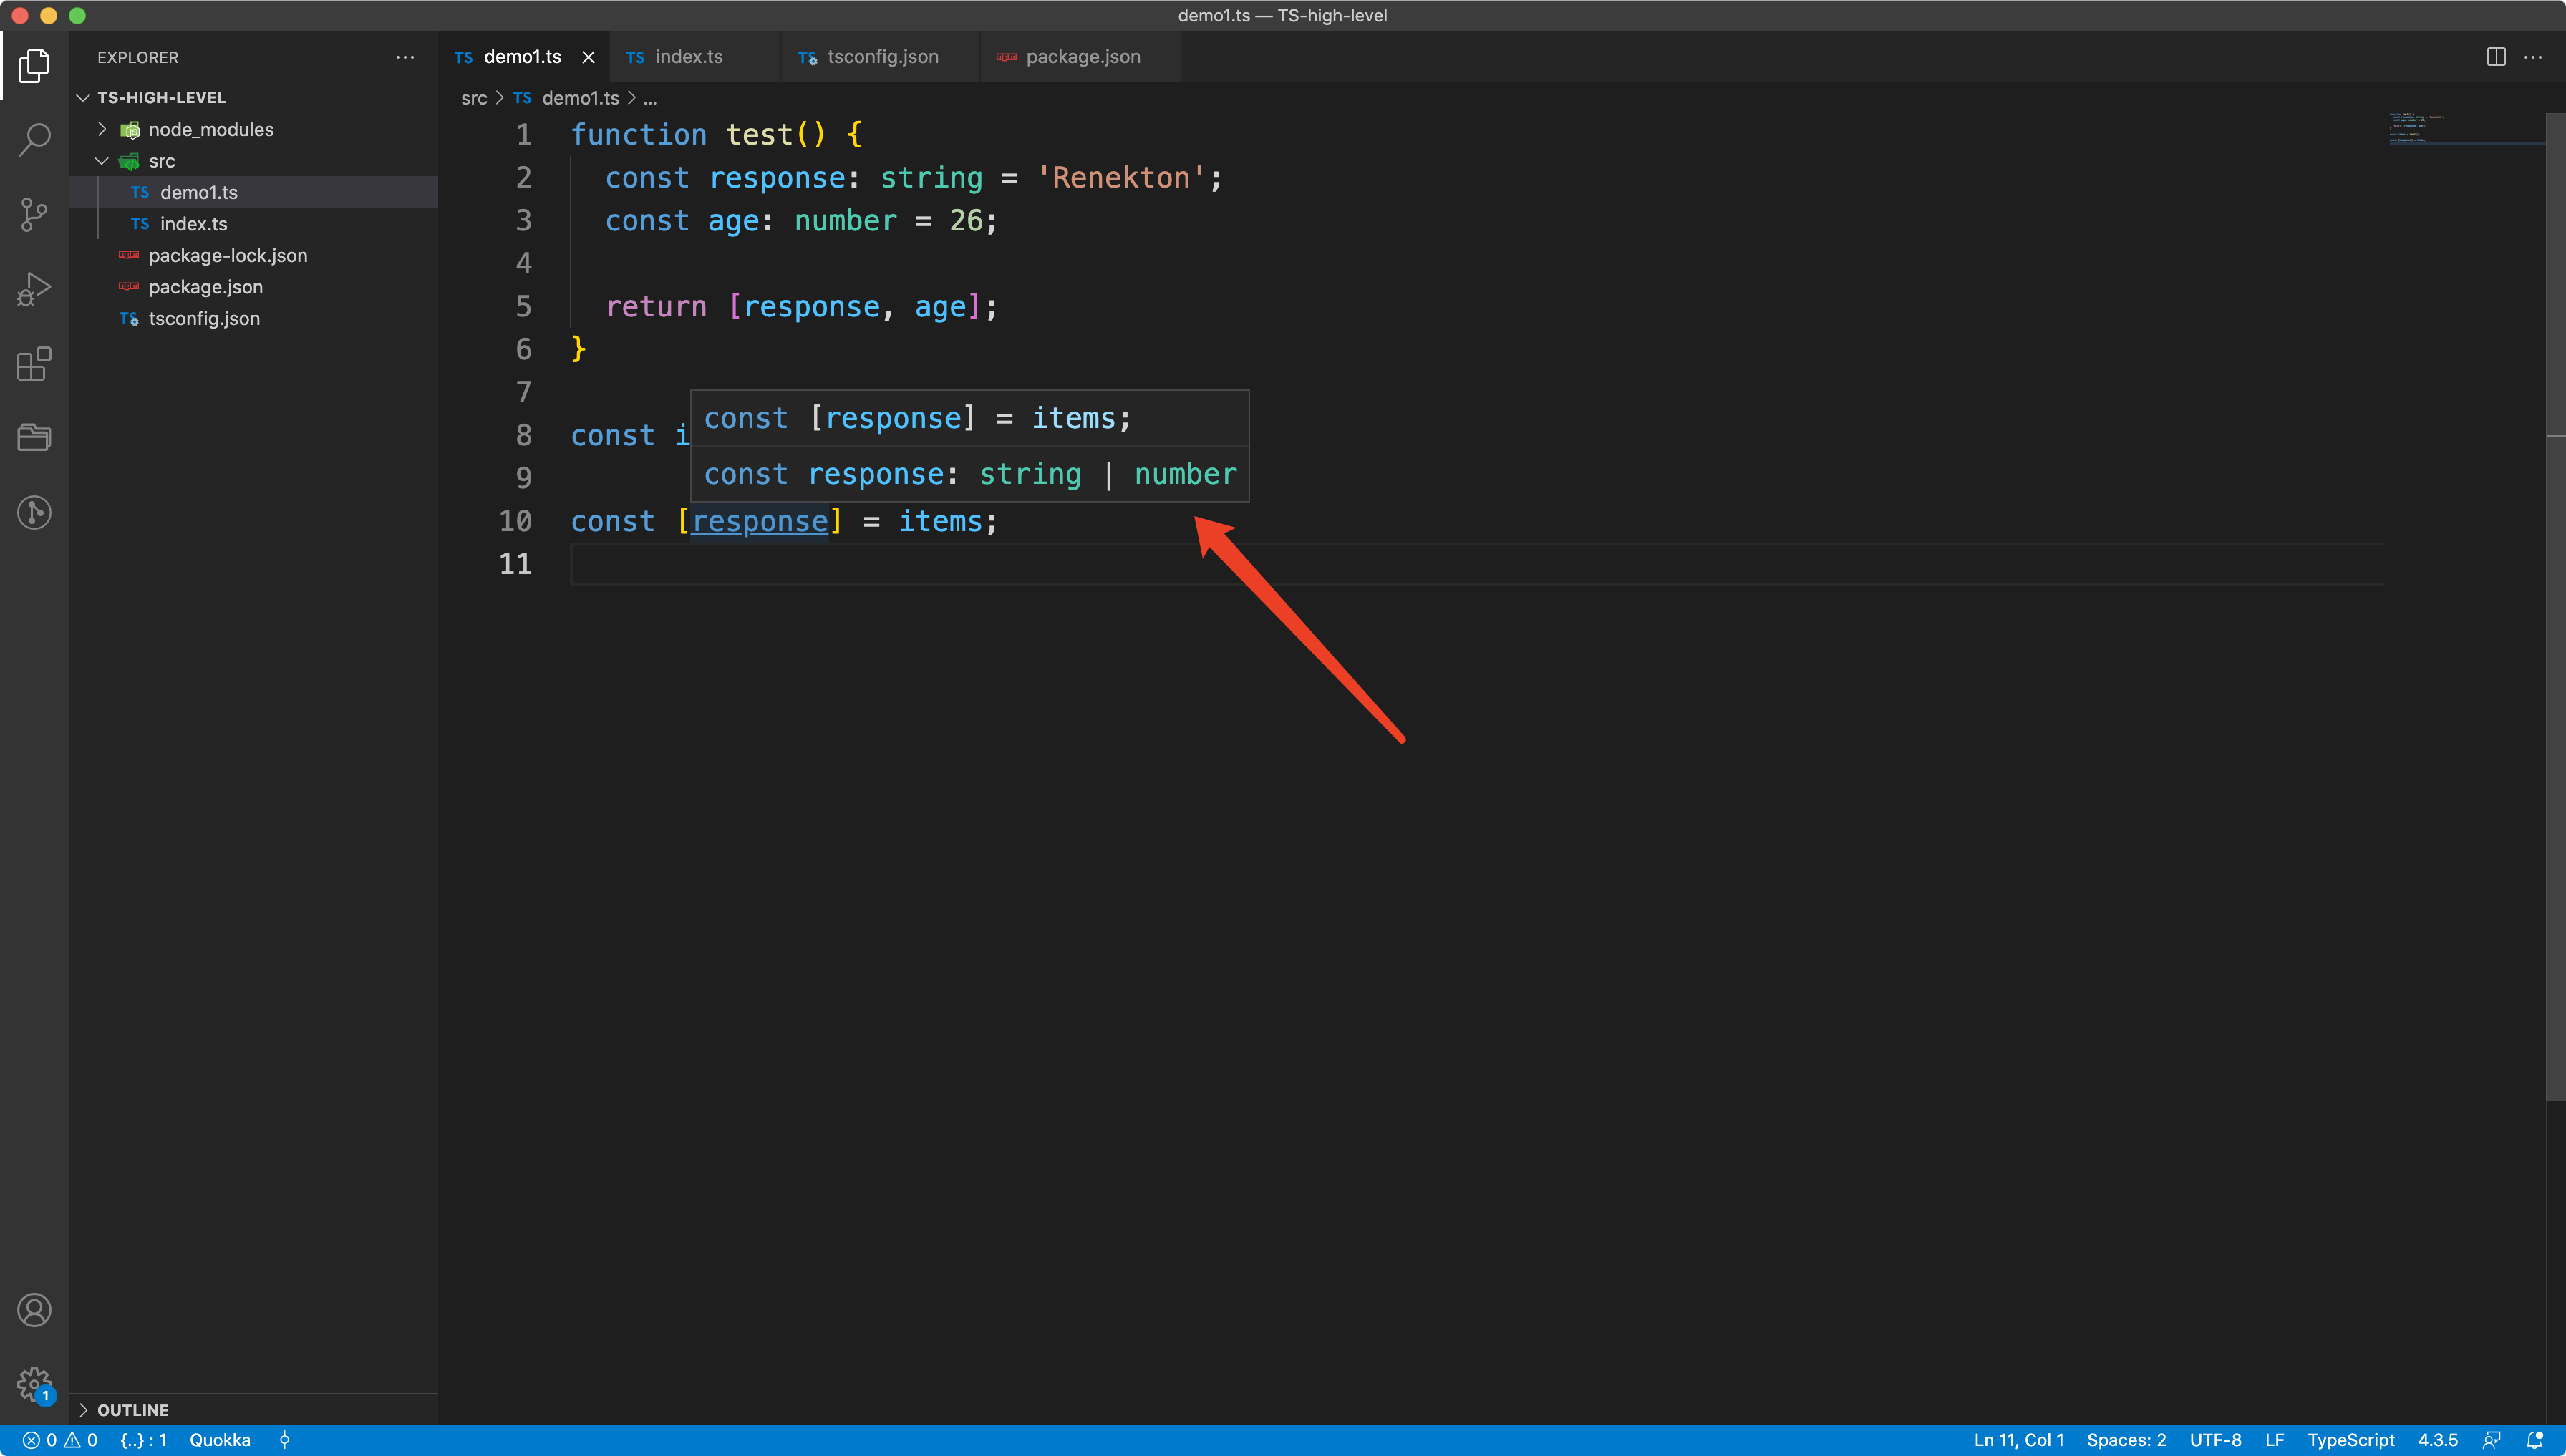 demo1.ts — TS-high-level
EXPLORER
TS demo1.ts
TS index.ts
TS tsconfig.json
package.json
TS-HIGH-LEVEL
src > TS demo1.ts > ...
node_modules
src
TS demo1.ts
TS index.ts
package-lock.json
package.json
TS tsconfig.json
1 function test() {
2 const response: string = 'Renekton';
3 const age: number = 26;
4
5 return [response, age];
6 }
7
const [response] = items;
8 const i
9
const response: string | number
10 const [response] = items;
11
1
OUTLINE
0 0 {..} : 1 Quokka
Ln 11, Col 1 Spaces: 2 UTF-8 LF TypeScript 4.3.5